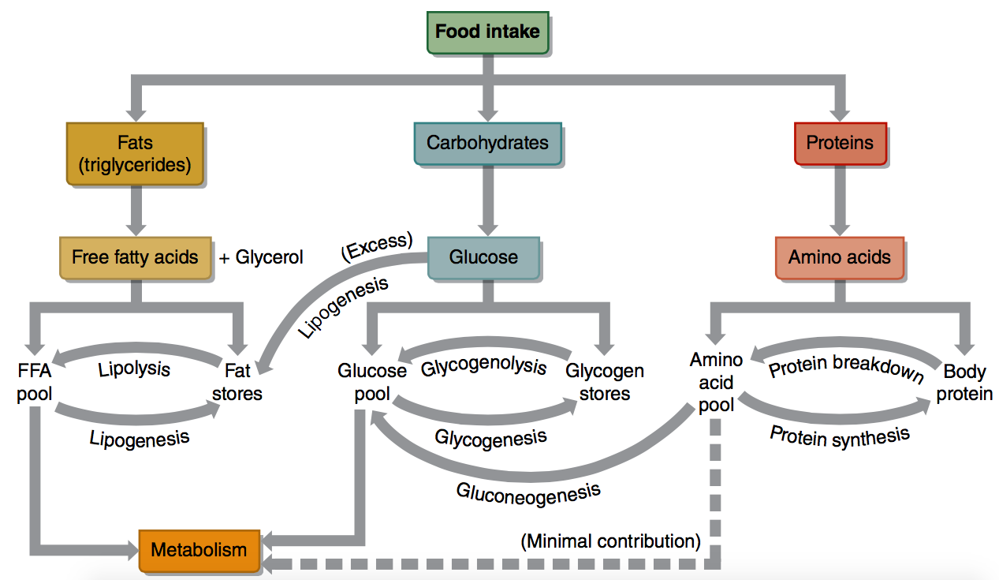 Food intake
Fats
(triglycerides)
Carbohydrates
Proteins
Free fatty acids
+ Glycerol
(Excess)
Lipogenesis
Glucose
Amino acids
FFA
pool
Lipolysis
Fat
stores
Lipogenesis
Glucose
pool
Glycogenolysis
Glycogen
stores
Glycogenesis
Amino
acid
pool
Protein breakdown
Body
protein
Protein synthesis
Gluconeogenesis
Metabolism
(Minimal contribution)